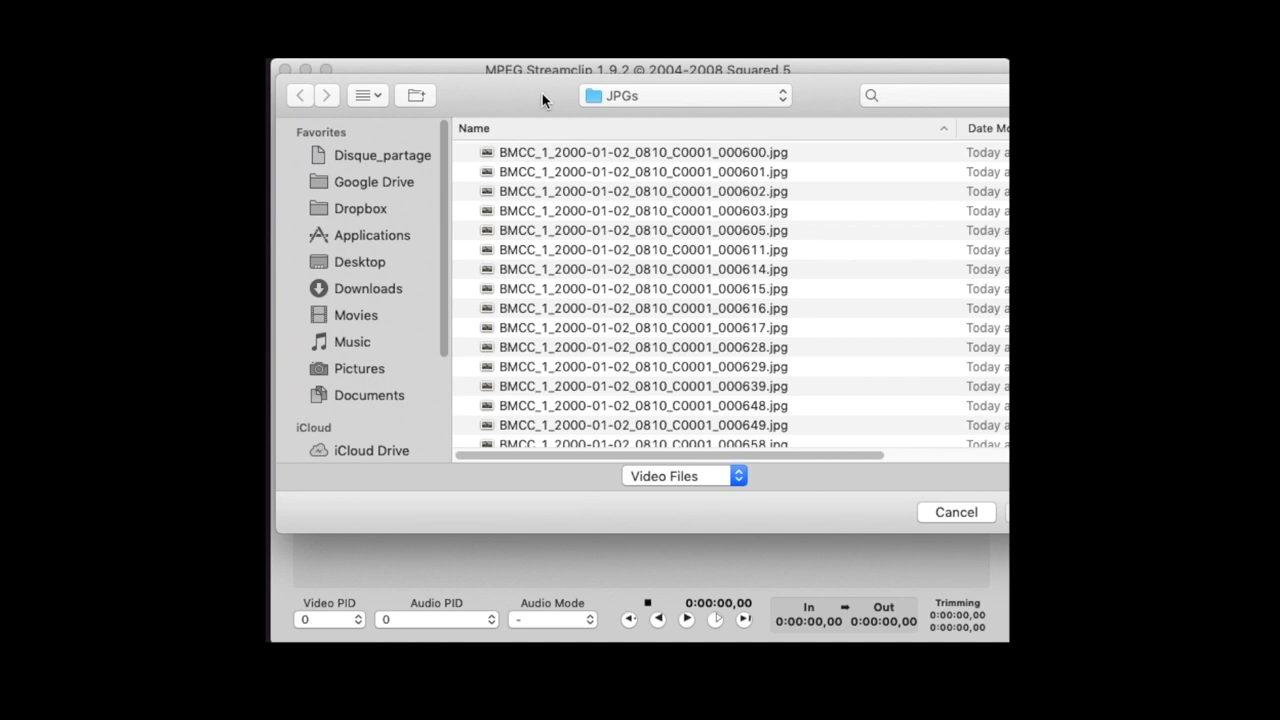 MPEG Streamclip 1.9.2 © 2004-2008 Squared 5
JPGs
Name
Date Mo
Favorites
Disque_partage
Google Drive
Dropbox
Applications
Desktop
Downloads
Movies
Music
Pictures
Documents
iCloud
iCloud Drive
BMCC_1_2000-01-02_0810_C0001_000600.jpg Today a
BMCC_1_2000-01-02_0810_C0001_000601.jpg Today a
BMCC_1_2000-01-02_0810_C0001_000602.jpg Today a
BMCC_1_2000-01-02_0810_C0001_000603.jpg Today a
BMCC_1_2000-01-02_0810_C0001_000605.jpg Today a
BMCC_1_2000-01-02_0810_C0001_000611.jpg Today a
BMCC_1_2000-01-02_0810_C0001_000614.jpg Today a
BMCC_1_2000-01-02_0810_C0001_000615.jpg Today a
BMCC_1_2000-01-02_0810_C0001_000616.jpg Today a
BMCC_1_2000-01-02_0810_C0001_000617.jpg Today a
BMCC_1_2000-01-02_0810_C0001_000628.jpg Today a
BMCC_1_2000-01-02_0810_C0001_000629.jpg Today a
BMCC_1_2000-01-02_0810_C0001_000639.jpg Today a
BMCC_1_2000-01-02_0810_C0001_000648.jpg Today a
BMCC_1_2000-01-02_0810_C0001_000649.jpg Today a
BMCC_1_2000-01-02_0810_C0001_000658.jpg Today a
Video Files
Cancel
Video PID
0
Audio PID
0
Audio Mode
-
0:00:00,00
In Out
0:00:00,00 0:00:00,00
Trimming
0:00:00,00
0:00:00,00